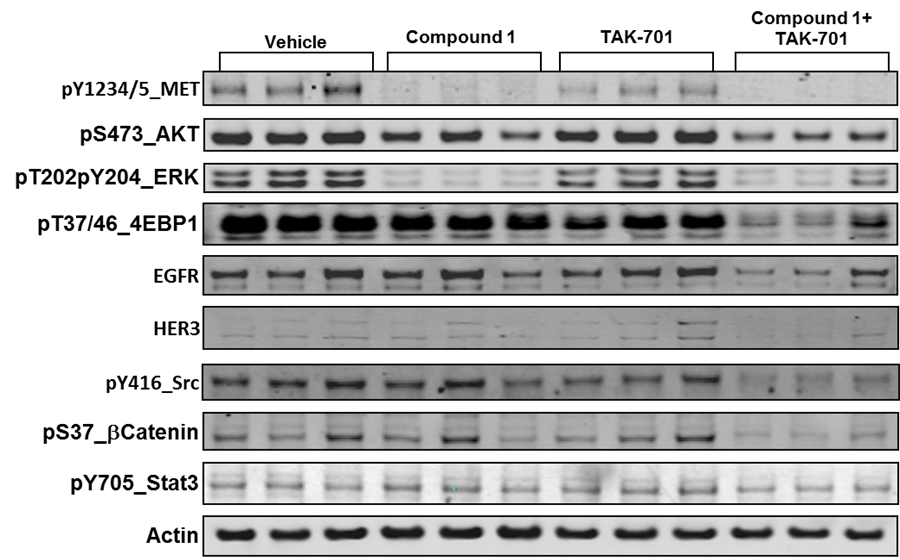 Vehicle
Compound 1
TAK-701
Compound 1+
TAK-701
pY1234/5_MET
pS473_AKT
pT202pY204_ERK
pT37/46_4EBP1
EGFR
HER3
pY416_Src
pS37_βCatenin
pY705_Stat3
Actin